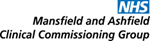 NHS
Mansfield and Ashfield
Clinical Commissioning Group